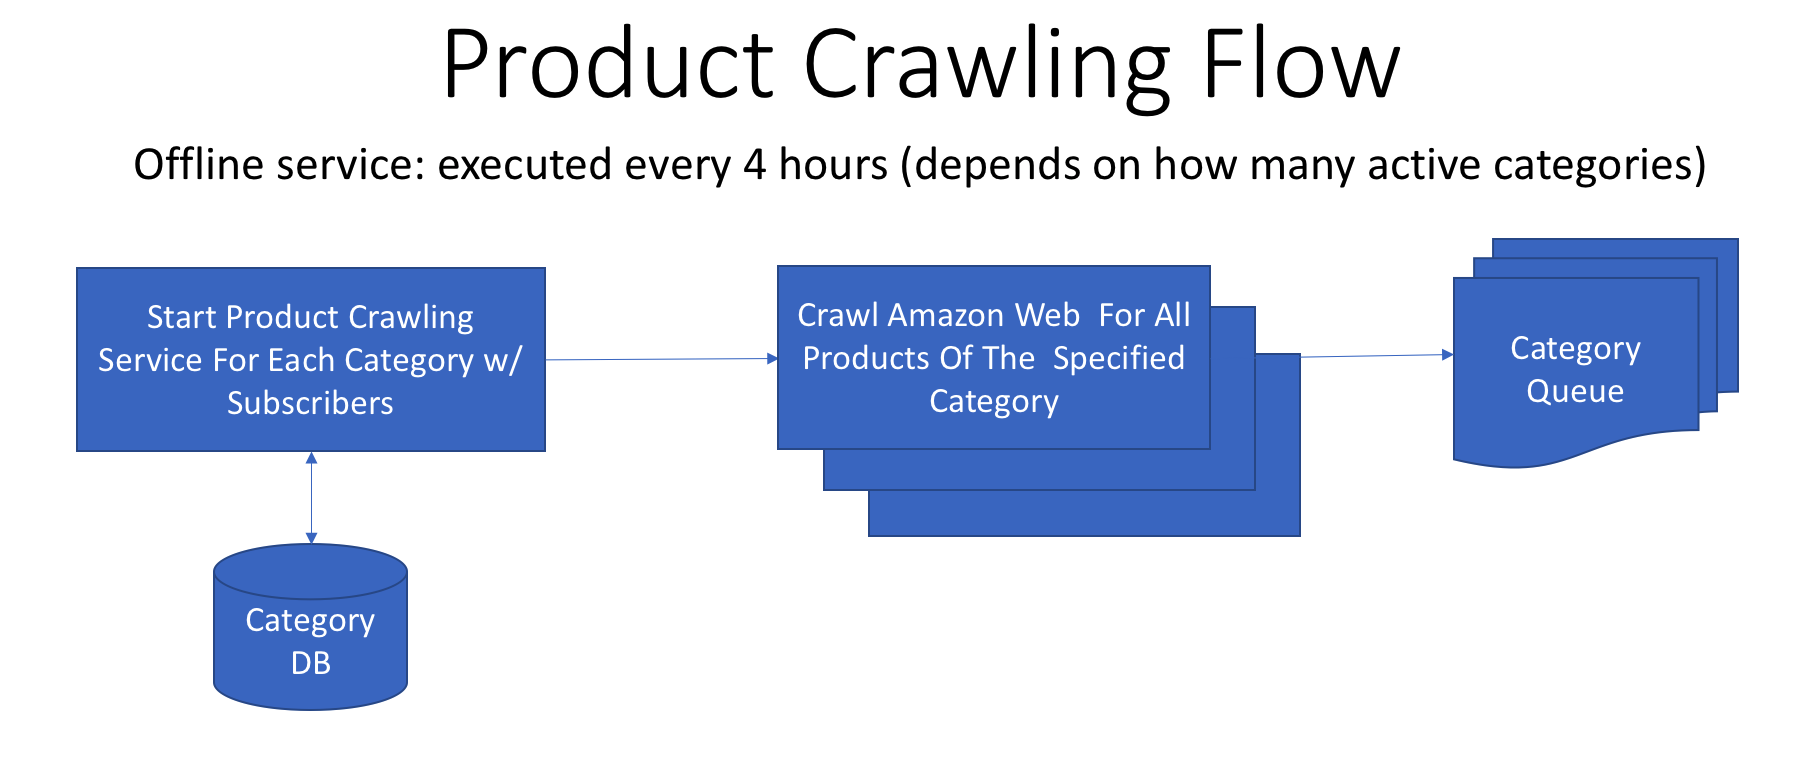 Product Crawling Flow
Offline service: executed every 4 hours (depends on how many active categories)
Start Product Crawling
Service For Each Category w/
Subscribers
Crawl Amazon Web  For All
Products Of The  Specified
Category
Category
Queue
Category
DB